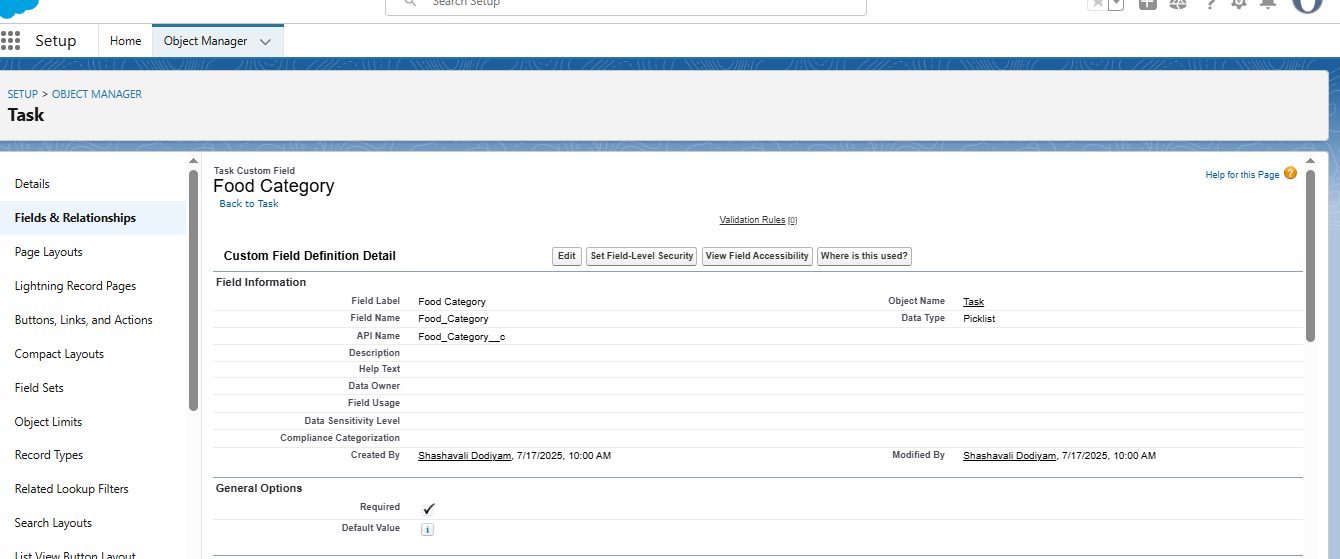 Search Setup
Setup
Home
Object Manager
SETUP > OBJECT MANAGER
Task
Details
Fields & Relationships
Page Layouts
Lightning Record Pages
Buttons, Links, and Actions
Compact Layouts
Field Sets
Object Limits
Record Types
Related Lookup Filters
Search Layouts
List View Button Layout
Task Custom Field
Food Category
Back to Task
Help for this Page
Validation Rules [0]
Custom Field Definition Detail
Edit
Set Field-Level Security
View Field Accessibility
Where is this used?
Field Information
Field Label Food Category Object Name Task
Field Name Food_Category Data Type Picklist
API Name Food_Category__c
Description
Help Text
Data Owner
Field Usage
Data Sensitivity Level
Compliance Categorization
Created By Shashavali Dodiyam, 7/17/2025, 10:00 AM Modified By Shashavali Dodiyam, 7/17/2025, 10:00 AM
General Options
Required
Default Value